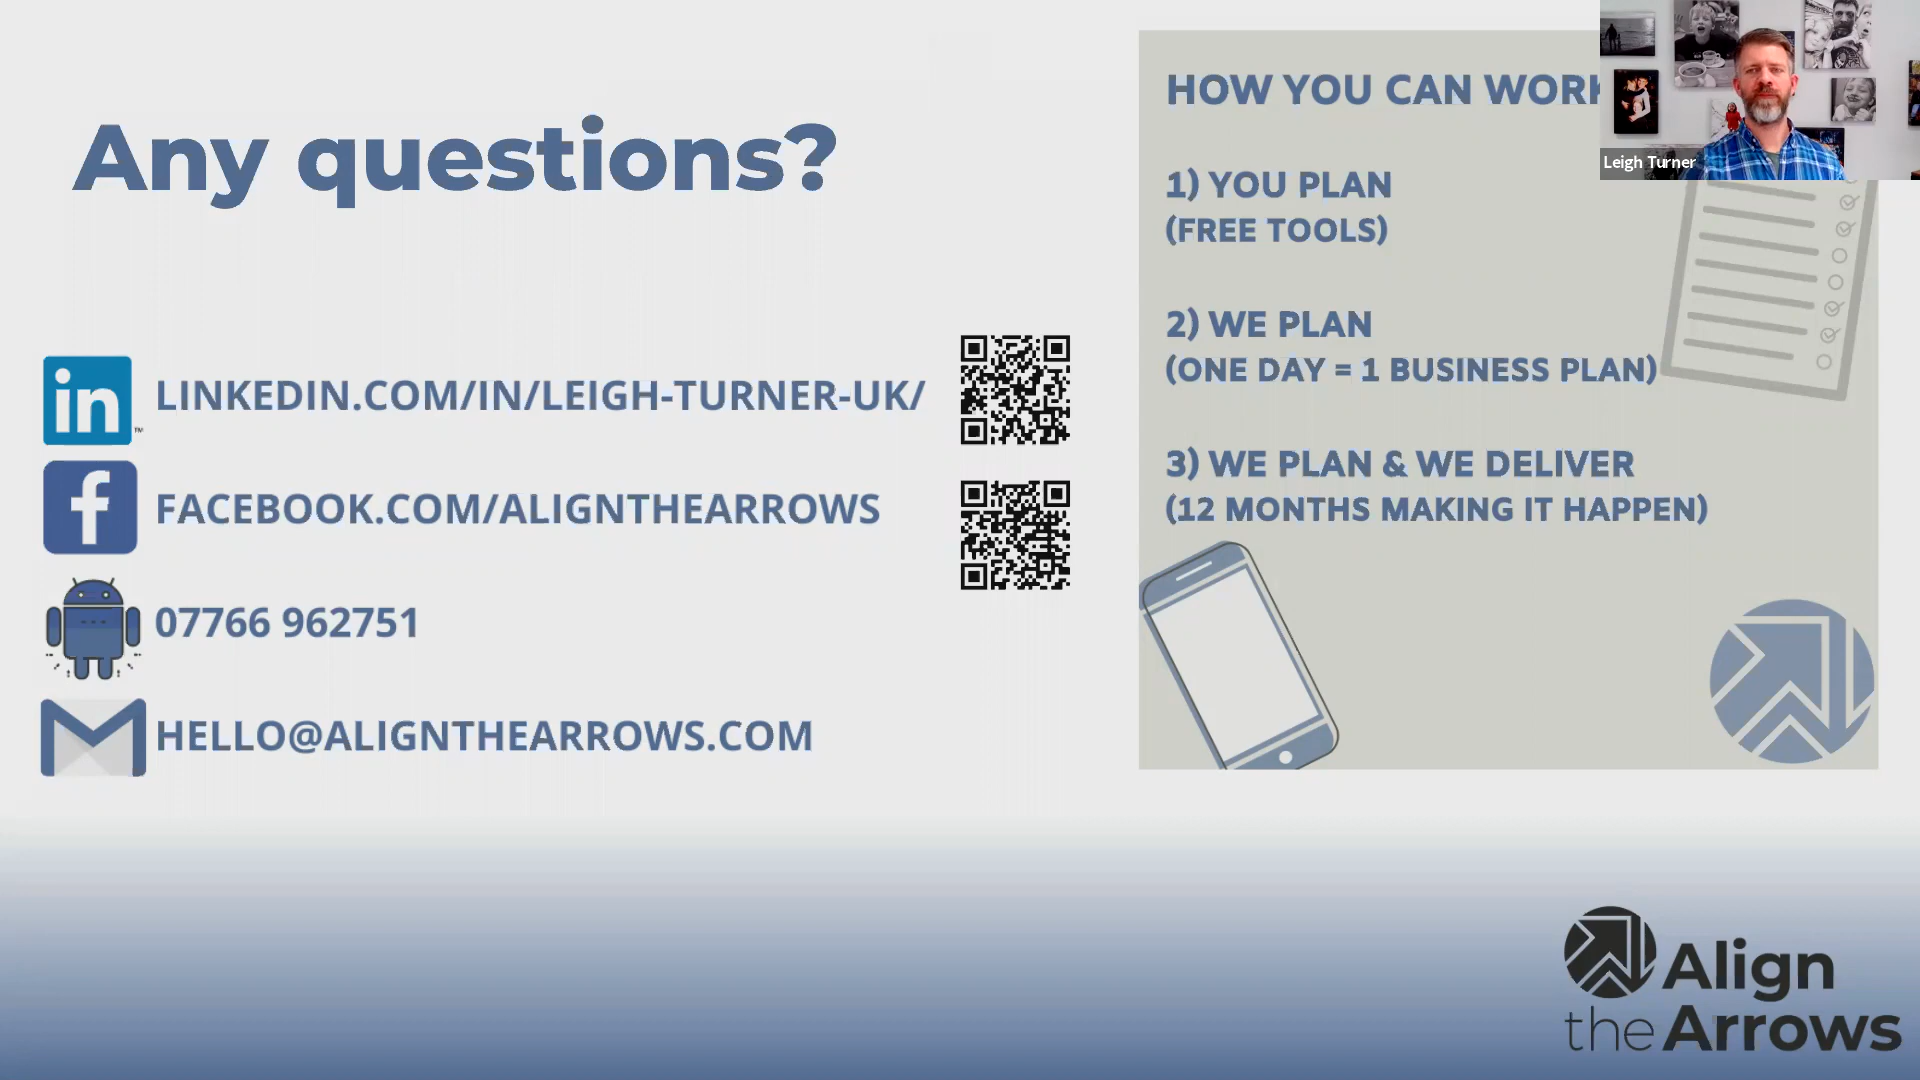 Any questions?
LINKEDIN.COM/IN/LEIGH-TURNER-UK/
FACEBOOK.COM/ALIGNTHEARROWS
07766 962751
HELLO@ALIGNTHEARROWS.COM
HOW YOU CAN WORK
1) YOU PLAN
(FREE TOOLS)
2) WE PLAN
(ONE DAY = 1 BUSINESS PLAN)
3) WE PLAN & WE DELIVER
(12 MONTHS MAKING IT HAPPEN)
Leigh Turner
in
TM
f
Align
the Arrows